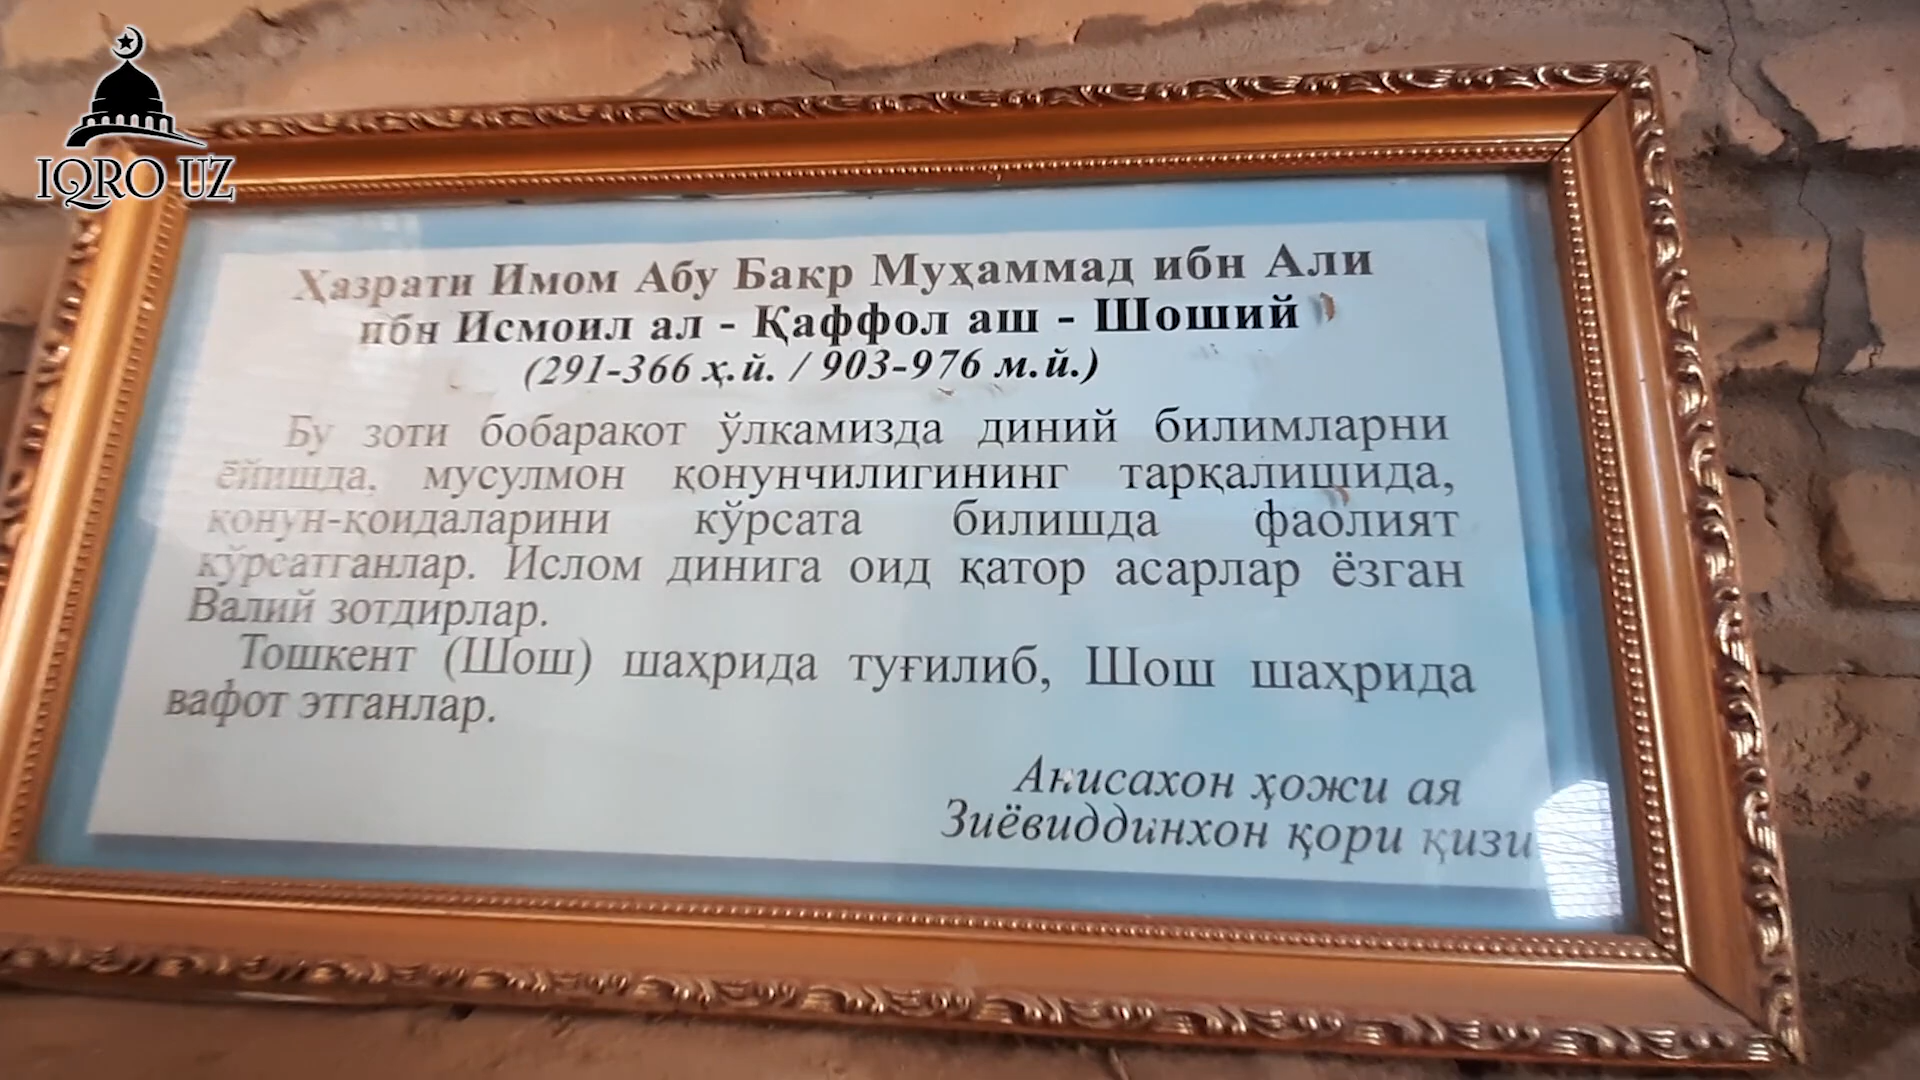 IQRO UZ
Ҳазрати Имом Абу Бакр Муҳаммад ибн Али
ибн Исмоил ал - Қаффол аш - Шоший
(291-366 ҳ.й. / 903-976 м.й.)
Бу зоти бобаракот ўлкамизда диний билимларни
ёйишда, мусулмон қонунчилигининг тарқалишида,
қонун-қоидаларини кўрсата билишда фаолият
кўрсатганлар. Ислом динига оид қатор асарлар ёзган
Валий зотдирлар.
Тошкент (Шош) шаҳрида туғилиб, Шош шаҳрида
вафот этганлар.
Анисахон ҳожи ая
Зиёвиддинхон қори қизи